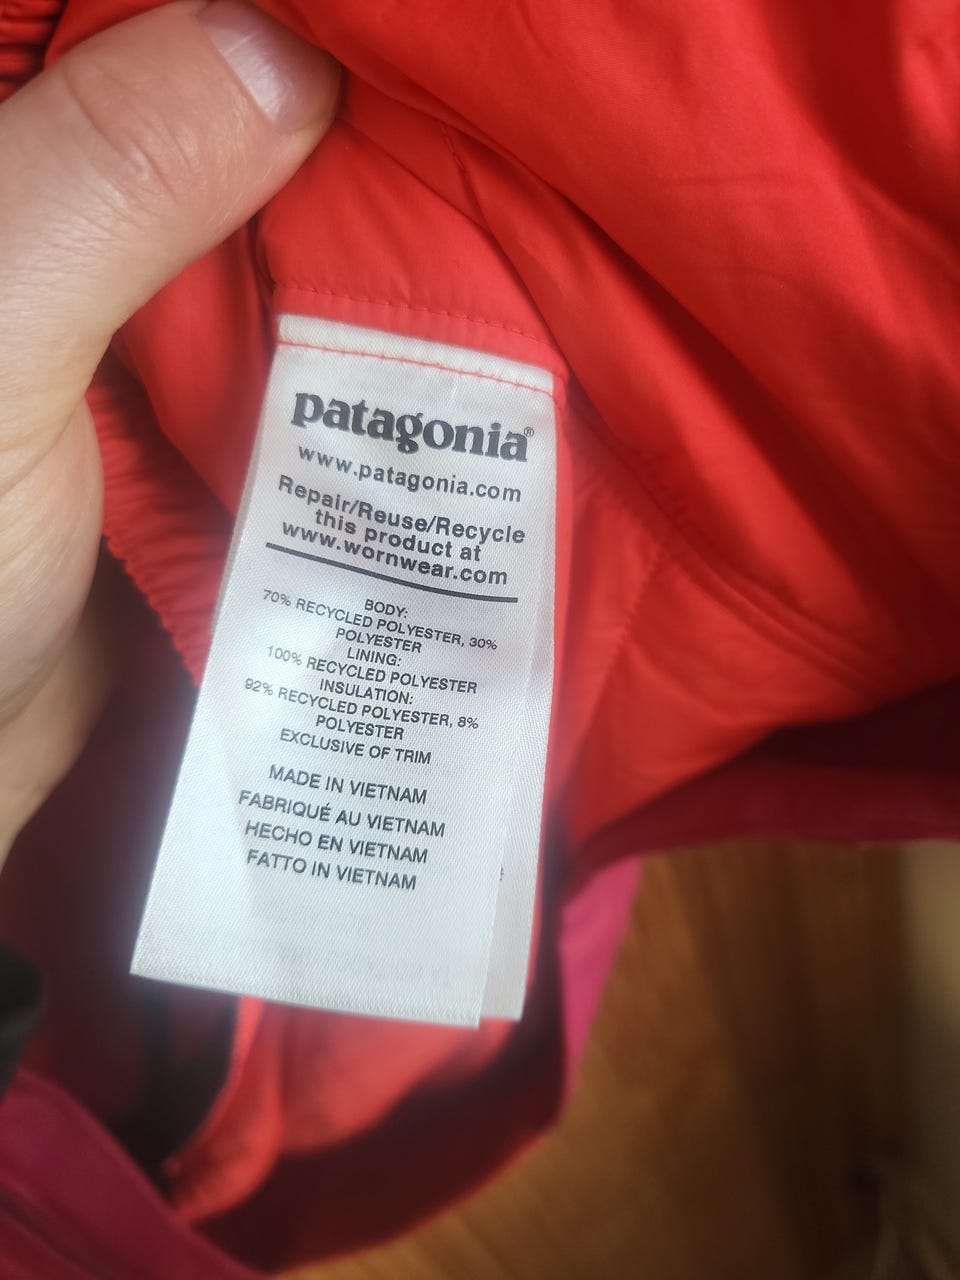 patagonia®
www.patagonia.com
Repair/Reuse/Recycle
this product at
www.wornwear.com
BODY:
70% RECYCLED POLYESTER, 30%
POLYESTER
LINING:
100% RECYCLED POLYESTER
INSULATION:
92% RECYCLED POLYESTER, 8%
POLYESTER
EXCLUSIVE OF TRIM
MADE IN VIETNAM
FABRIQUÉ AU VIETNAM
HECHO EN VIETNAM
FATTO IN VIETNAM